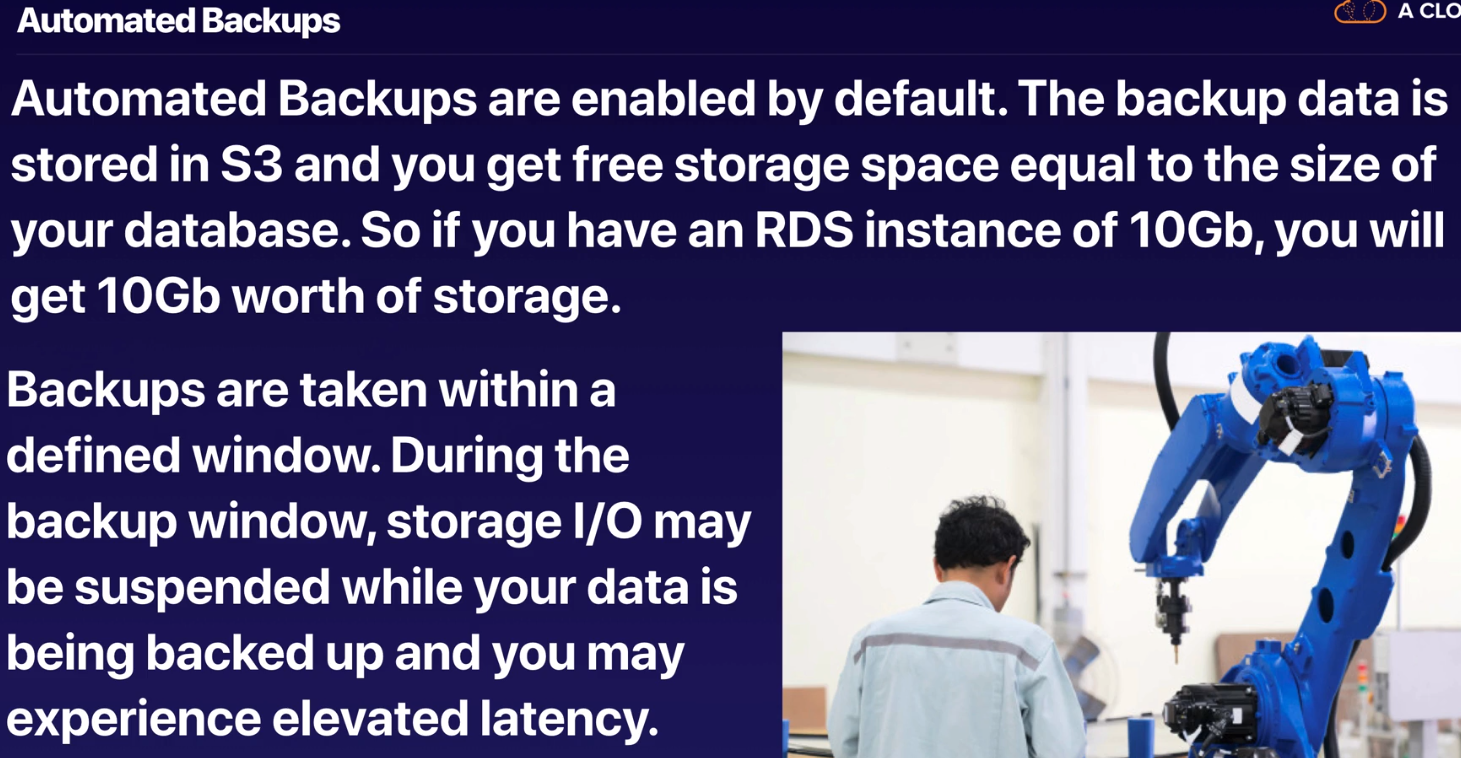 Automated Backups
A CLO
Automated Backups are enabled by default. The backup data is
stored in S3 and you get free storage space equal to the size of
your database. So if you have an RDS instance of 10Gb, you will
get 10Gb worth of storage.
Backups are taken within a
defined window. During the
backup window, storage I/O may
be suspended while your data is
being backed up and you may
experience elevated latency.